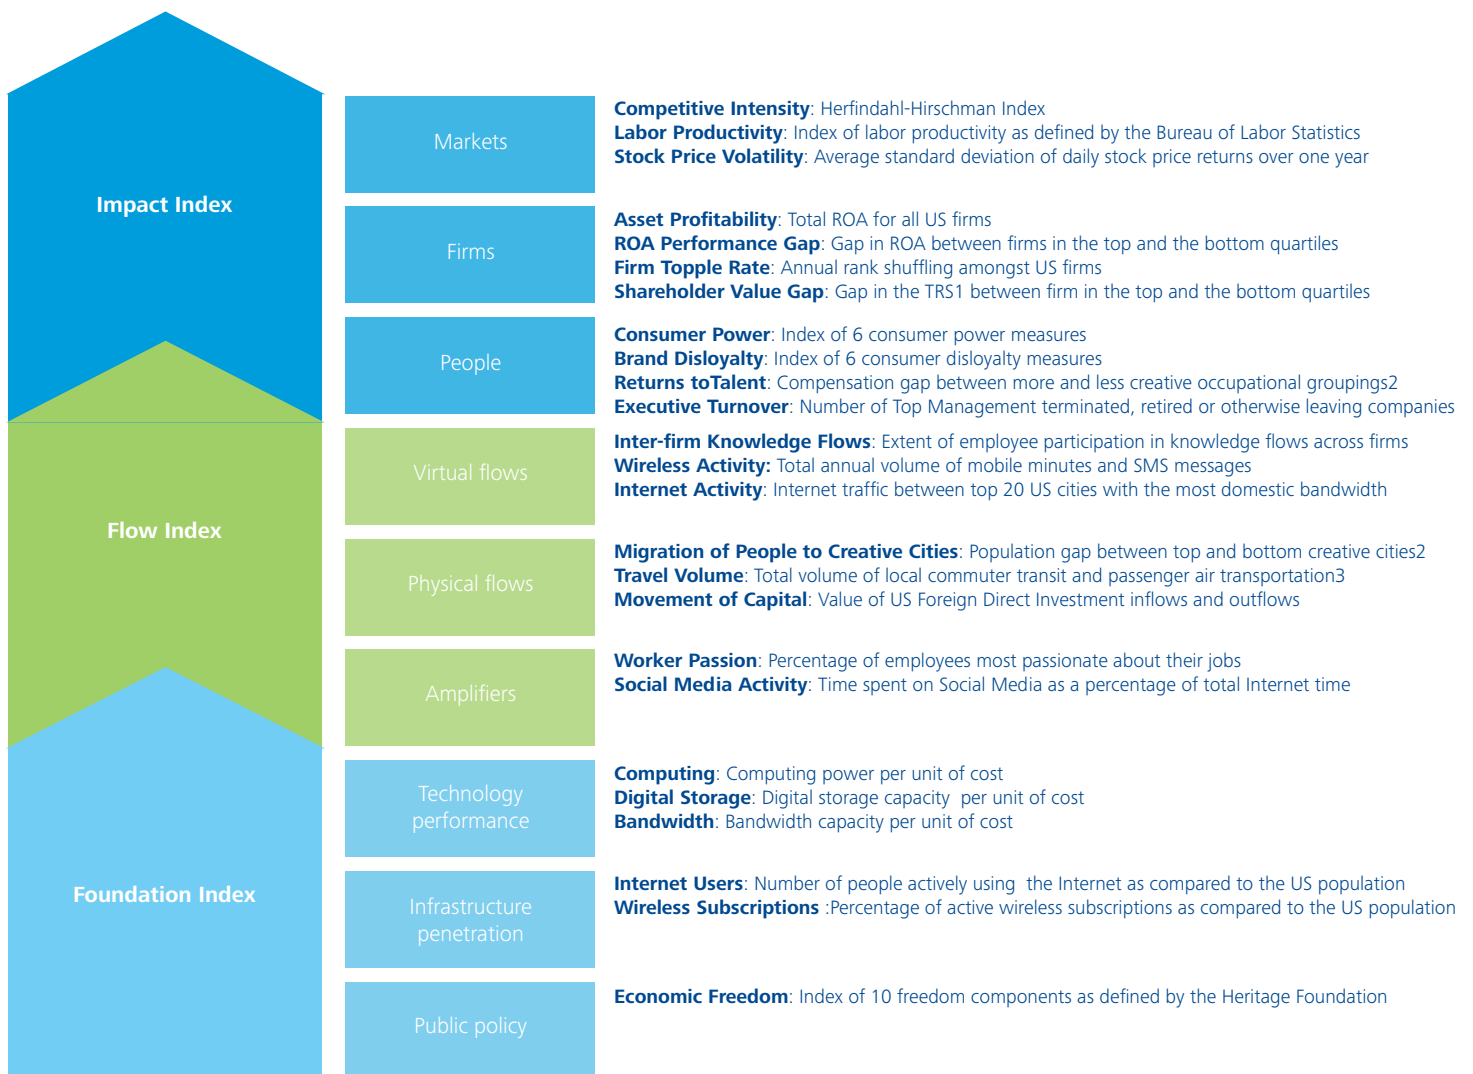 Impact Index
Markets
Competitive Intensity: Herfindahl-Hirschman Index
Labor Productivity: Index of labor productivity as defined by the Bureau of Labor Statistics
Stock Price Volatility: Average standard deviation of daily stock price returns over one year
Firms
Asset Profitability: Total ROA for all US firms
ROA Performance Gap: Gap in ROA between firms in the top and the bottom quartiles
Firm Topple Rate: Annual rank shuffling amongst US firms
Shareholder Value Gap: Gap in the TRS1 between firm in the top and the bottom quartiles
People
Consumer Power: Index of 6 consumer power measures
Brand Disloyalty: Index of 6 consumer disloyalty measures
Returns toTalent: Compensation gap between more and less creative occupational groupings2
Executive Turnover: Number of Top Management terminated, retired or otherwise leaving companies
Flow Index
Virtual flows
Inter-firm Knowledge Flows: Extent of employee participation in knowledge flows across firms
Wireless Activity: Total annual volume of mobile minutes and SMS messages
Internet Activity: Internet traffic between top 20 US cities with the most domestic bandwidth
Physical flows
Migration of People to Creative Cities: Population gap between top and bottom creative cities2
Travel Volume: Total volume of local commuter transit and passenger air transportation3
Movement of Capital: Value of US Foreign Direct Investment inflows and outflows
Amplifiers
Worker Passion: Percentage of employees most passionate about their jobs
Social Media Activity: Time spent on Social Media as a percentage of total Internet time
Foundation Index
Technology
performance
Computing: Computing power per unit of cost
Digital Storage: Digital storage capacity  per unit of cost
Bandwidth: Bandwidth capacity per unit of cost
Infrastructure
penetration
Internet Users: Number of people actively using  the Internet as compared to the US population
Wireless Subscriptions :Percentage of active wireless subscriptions as compared to the US population
Public policy
Economic Freedom: Index of 10 freedom components as defined by the Heritage Foundation